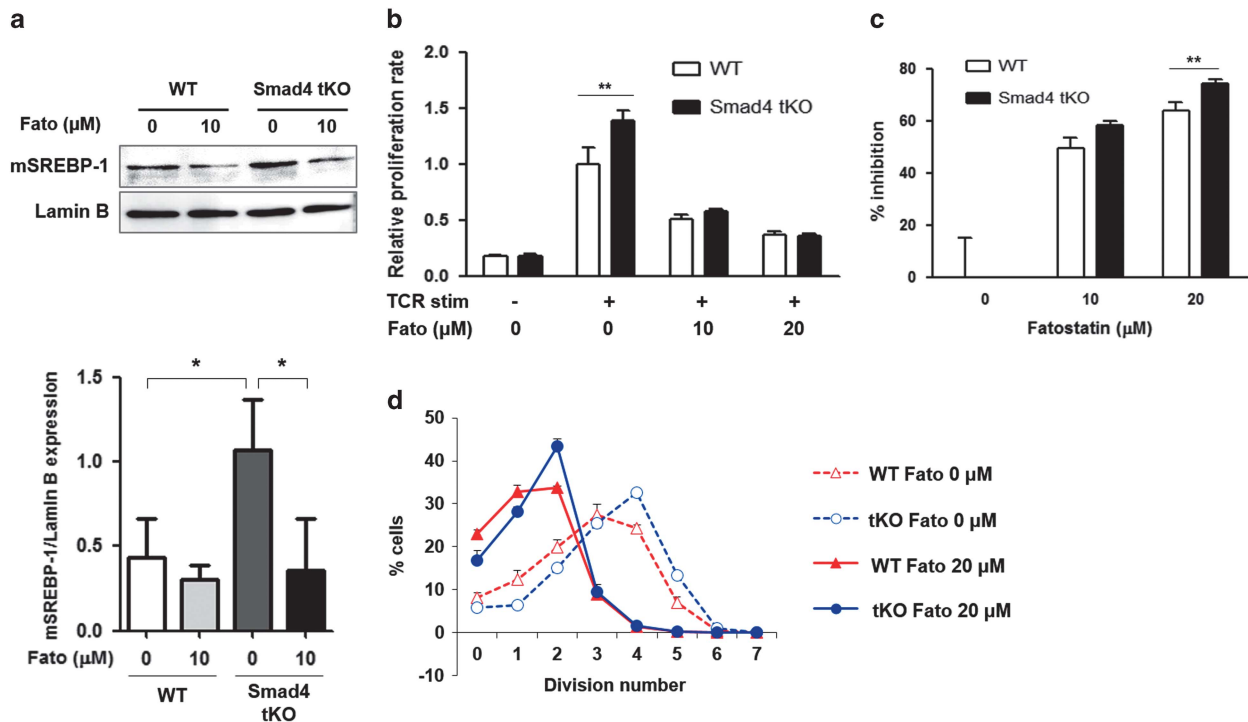 a
WT Smad4 tKO
Fato (µM) 0 10 0 10
mSREBP-1
Lamin B
mSREBP-1/Lamin B expression
1.5
1.0
0.5
0.0
* *
Fato (µM) 0 10 0 10
WT Smad4
tKO
b
Relative proliferation rate
2.0
1.5
1.0
0.5
0.0
**
WT
Smad4 tKO
TCR stim - + + +
Fato (µM) 0 0 10 20
c
% inhibition
80
60
40
20
0
WT
Smad4 tKO
**
0 10 20
Fatostatin (µM)
d
% cells
50
40
30
20
10
0
-10
0 1 2 3 4 5 6 7
Division number
WT Fato 0 µM
tKO Fato 0 µM
WT Fato 20 µM
tKO Fato 20 µM